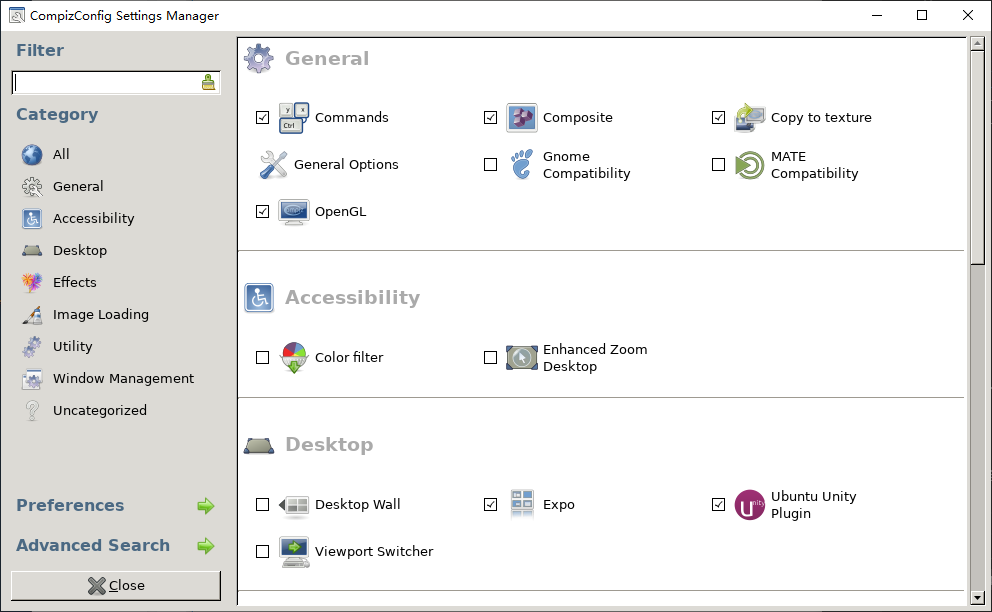 CompizConfig Settings Manager
Filter
Category
All
General
Accessibility
Desktop
Effects
Image Loading
Utility
Window Management
Uncategorized
Preferences
Advanced Search
Close
General
Commands
Composite
Copy to texture
General Options
Gnome
Compatibility
MATE
Compatibility
OpenGL
Accessibility
Color filter
Enhanced Zoom
Desktop
Desktop
Desktop Wall
Expo
Ubuntu Unity
Plugin
Viewport Switcher